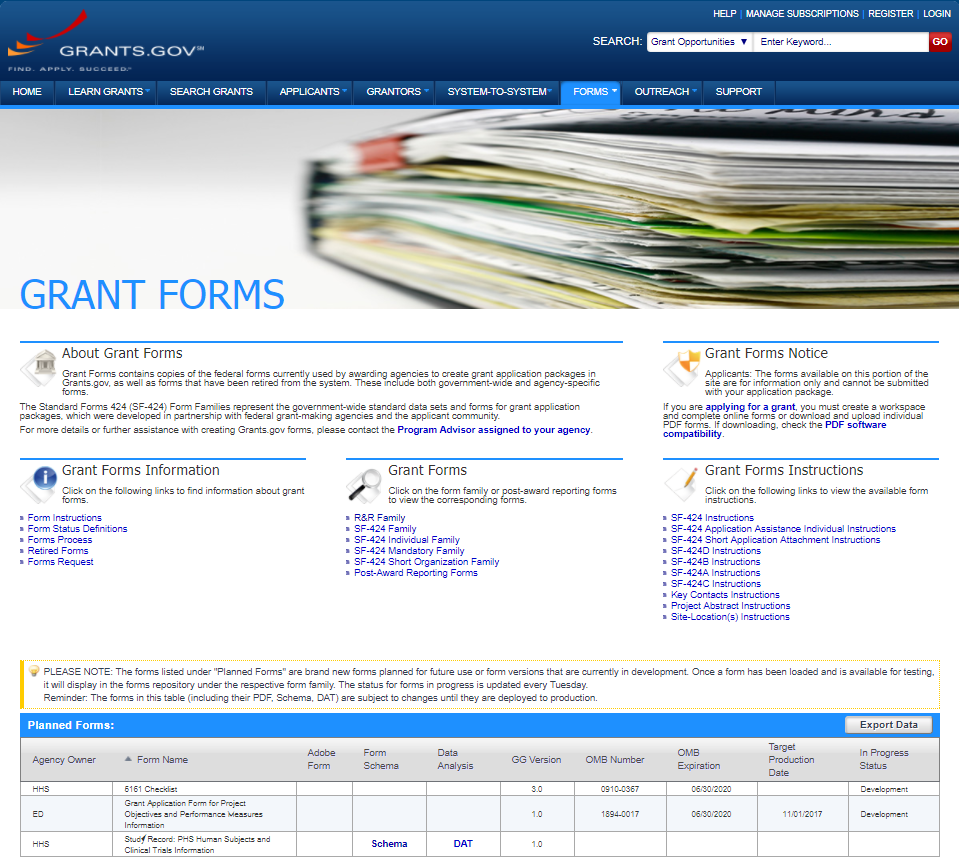 HELP | MANAGE SUBSCRIPTIONS | REGISTER | LOGIN
SEARCH: Grant Opportunities ▼ Enter Keyword... GO
GRANTS.GOV℠
FIND. APPLY. SUCCEED.
HOME LEARN GRANTS SEARCH GRANTS APPLICANTS GRANTORS SYSTEM-TO-SYSTEM FORMS OUTREACH SUPPORT
GRANT FORMS
About Grant Forms
Grant Forms contains copies of the federal forms currently used by awarding agencies to create grant application packages in
Grants.gov, as well as forms that have been retired from the system. These include both government-wide and agency-specific
forms.
The Standard Forms 424 (SF-424) Form Families represent the government-wide standard data sets and forms for grant application
packages, which were developed in partnership with federal grant-making agencies and the applicant community.
For more details or further assistance with creating Grants.gov forms, please contact the Program Advisor assigned to your agency.
Grant Forms Notice
Applicants: The forms available on this portion of the
site are for information only and cannot be submitted
with your application package.
If you are applying for a grant, you must create a workspace
and complete online forms or download and upload individual
PDF forms. If downloading, check the PDF software
compatibility.
Grant Forms Information
Click on the following links to find information about grant
forms.
Form Instructions
Form Status Definitions
Forms Process
Retired Forms
Forms Request
Grant Forms
Click on the form family or post-award reporting forms
to view the corresponding forms.
R&R Family
SF-424 Family
SF-424 Individual Family
SF-424 Mandatory Family
SF-424 Short Organization Family
Post-Award Reporting Forms
Grant Forms Instructions
Click on the following links to view the available form
instructions.
SF-424 Instructions
SF-424 Application Assistance Individual Instructions
SF-424 Short Application Attachment Instructions
SF-424D Instructions
SF-424B Instructions
SF-424A Instructions
SF-424C Instructions
Key Contacts Instructions
Project Abstract Instructions
Site-Location(s) Instructions
PLEASE NOTE: The forms listed under "Planned Forms" are brand new forms planned for future use or form versions that are currently in development. Once a form has been loaded and is available for testing,
it will display in the forms repository under the respective form family. The status for forms in progress is updated every Tuesday.
Reminder: The forms in this table (including their PDF, Schema, DAT) are subject to changes until they are deployed to production.
Planned Forms: Export Data
Agency Owner
Form Name
Adobe
Form
Form
Schema
Data
Analysis
GG Version
OMB Number
OMB
Expiration
Target
Production
Date
In Progress
Status
HHS 6161 Checklist 3.0 0910-0367 06/30/2020 Development
ED
Grant Application Form for Project
Objectives and Performance Measures
Information
1.0 1894-0017 06/30/2020 11/01/2017 Development
HHS
Study Record: PHS Human Subjects and
Clinical Trials Information
Schema DAT 1.0